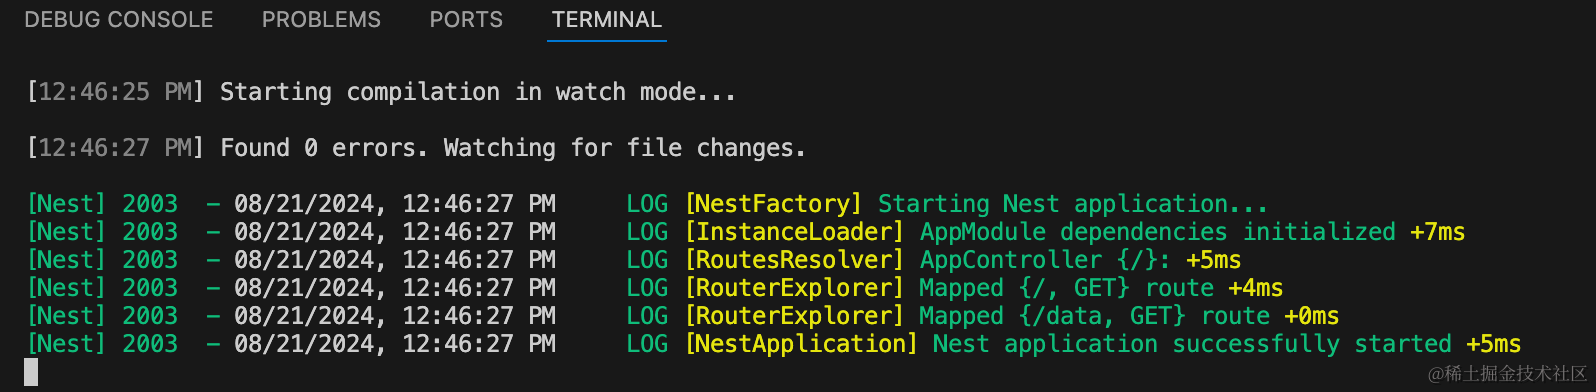 DEBUG CONSOLE PROBLEMS PORTS TERMINAL
[12:46:25 PM] Starting compilation in watch mode...
[12:46:27 PM] Found 0 errors. Watching for file changes.
[Nest] 2003  - 08/21/2024, 12:46:27 PM     LOG [NestFactory] Starting Nest application...
[Nest] 2003  - 08/21/2024, 12:46:27 PM     LOG [InstanceLoader] AppModule dependencies initialized +7ms
[Nest] 2003  - 08/21/2024, 12:46:27 PM     LOG [RoutesResolver] AppController {/}: +5ms
[Nest] 2003  - 08/21/2024, 12:46:27 PM     LOG [RouterExplorer] Mapped {/, GET} route +4ms
[Nest] 2003  - 08/21/2024, 12:46:27 PM     LOG [RouterExplorer] Mapped {/data, GET} route +0ms
[Nest] 2003  - 08/21/2024, 12:46:27 PM     LOG [NestApplication] Nest application successfully started +5ms
@稀土掘金技术社区